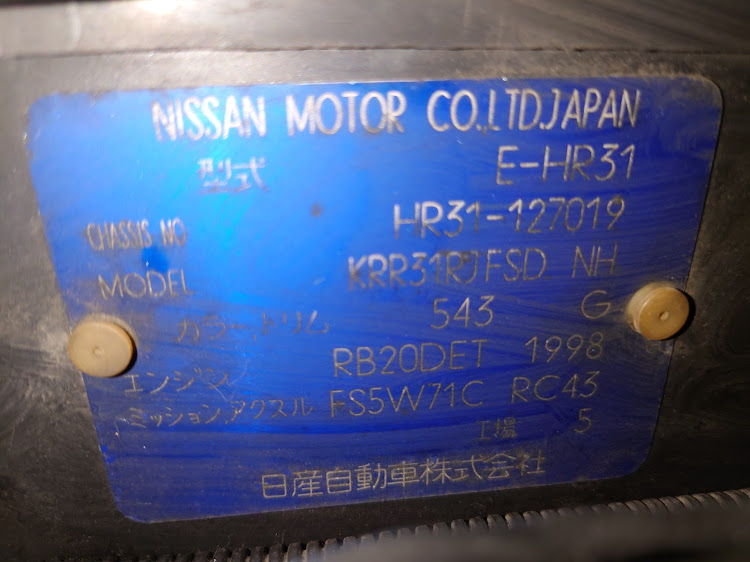 NISSAN MOTOR CO.,LTD.JAPAN
型式 E-HR31
CHASSIS NO HR31-127019
MODEL KRR31RJFSD NH
カラー,トリム 543 G
エンジン RB20DET 1998
ミッション,アクスル FS5W71C RC43
工場 5
日産自動車株式会社